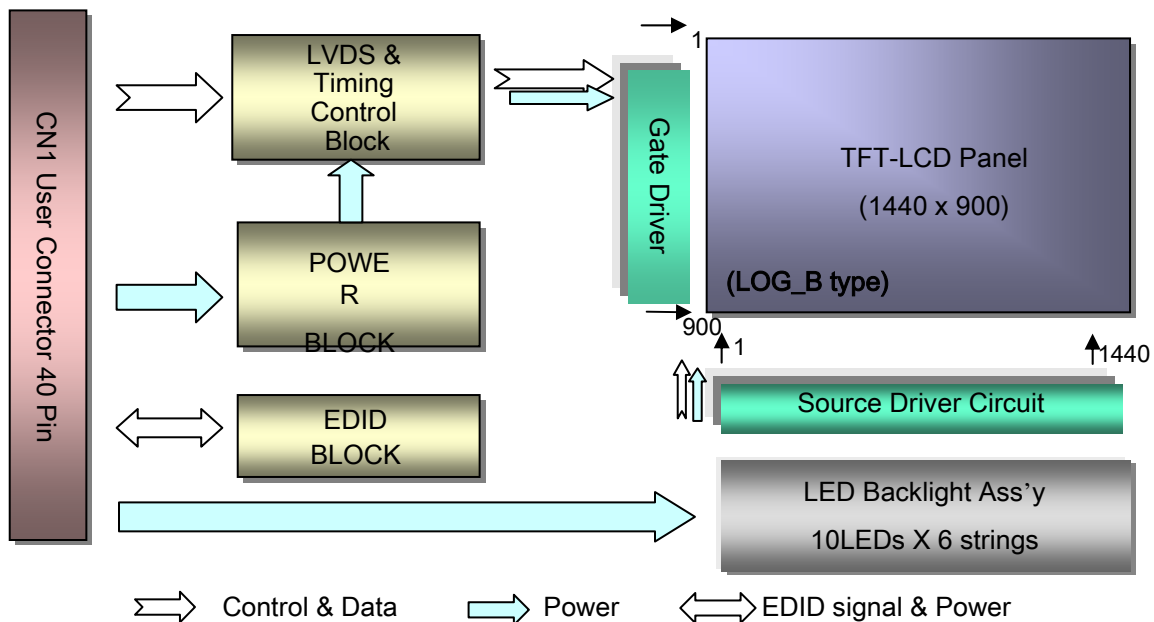 CN1 User Connector 40 Pin
LVDS &
Timing
Control
Block
POWE
R
BLOCK
EDID
BLOCK
Gate Driver
1
900
TFT-LCD Panel
(1440 x 900)
(LOG_B type)
1
1440
Source Driver Circuit
LED Backlight Ass’y
10LEDs X 6 strings
Control & Data
Power
EDID signal & Power